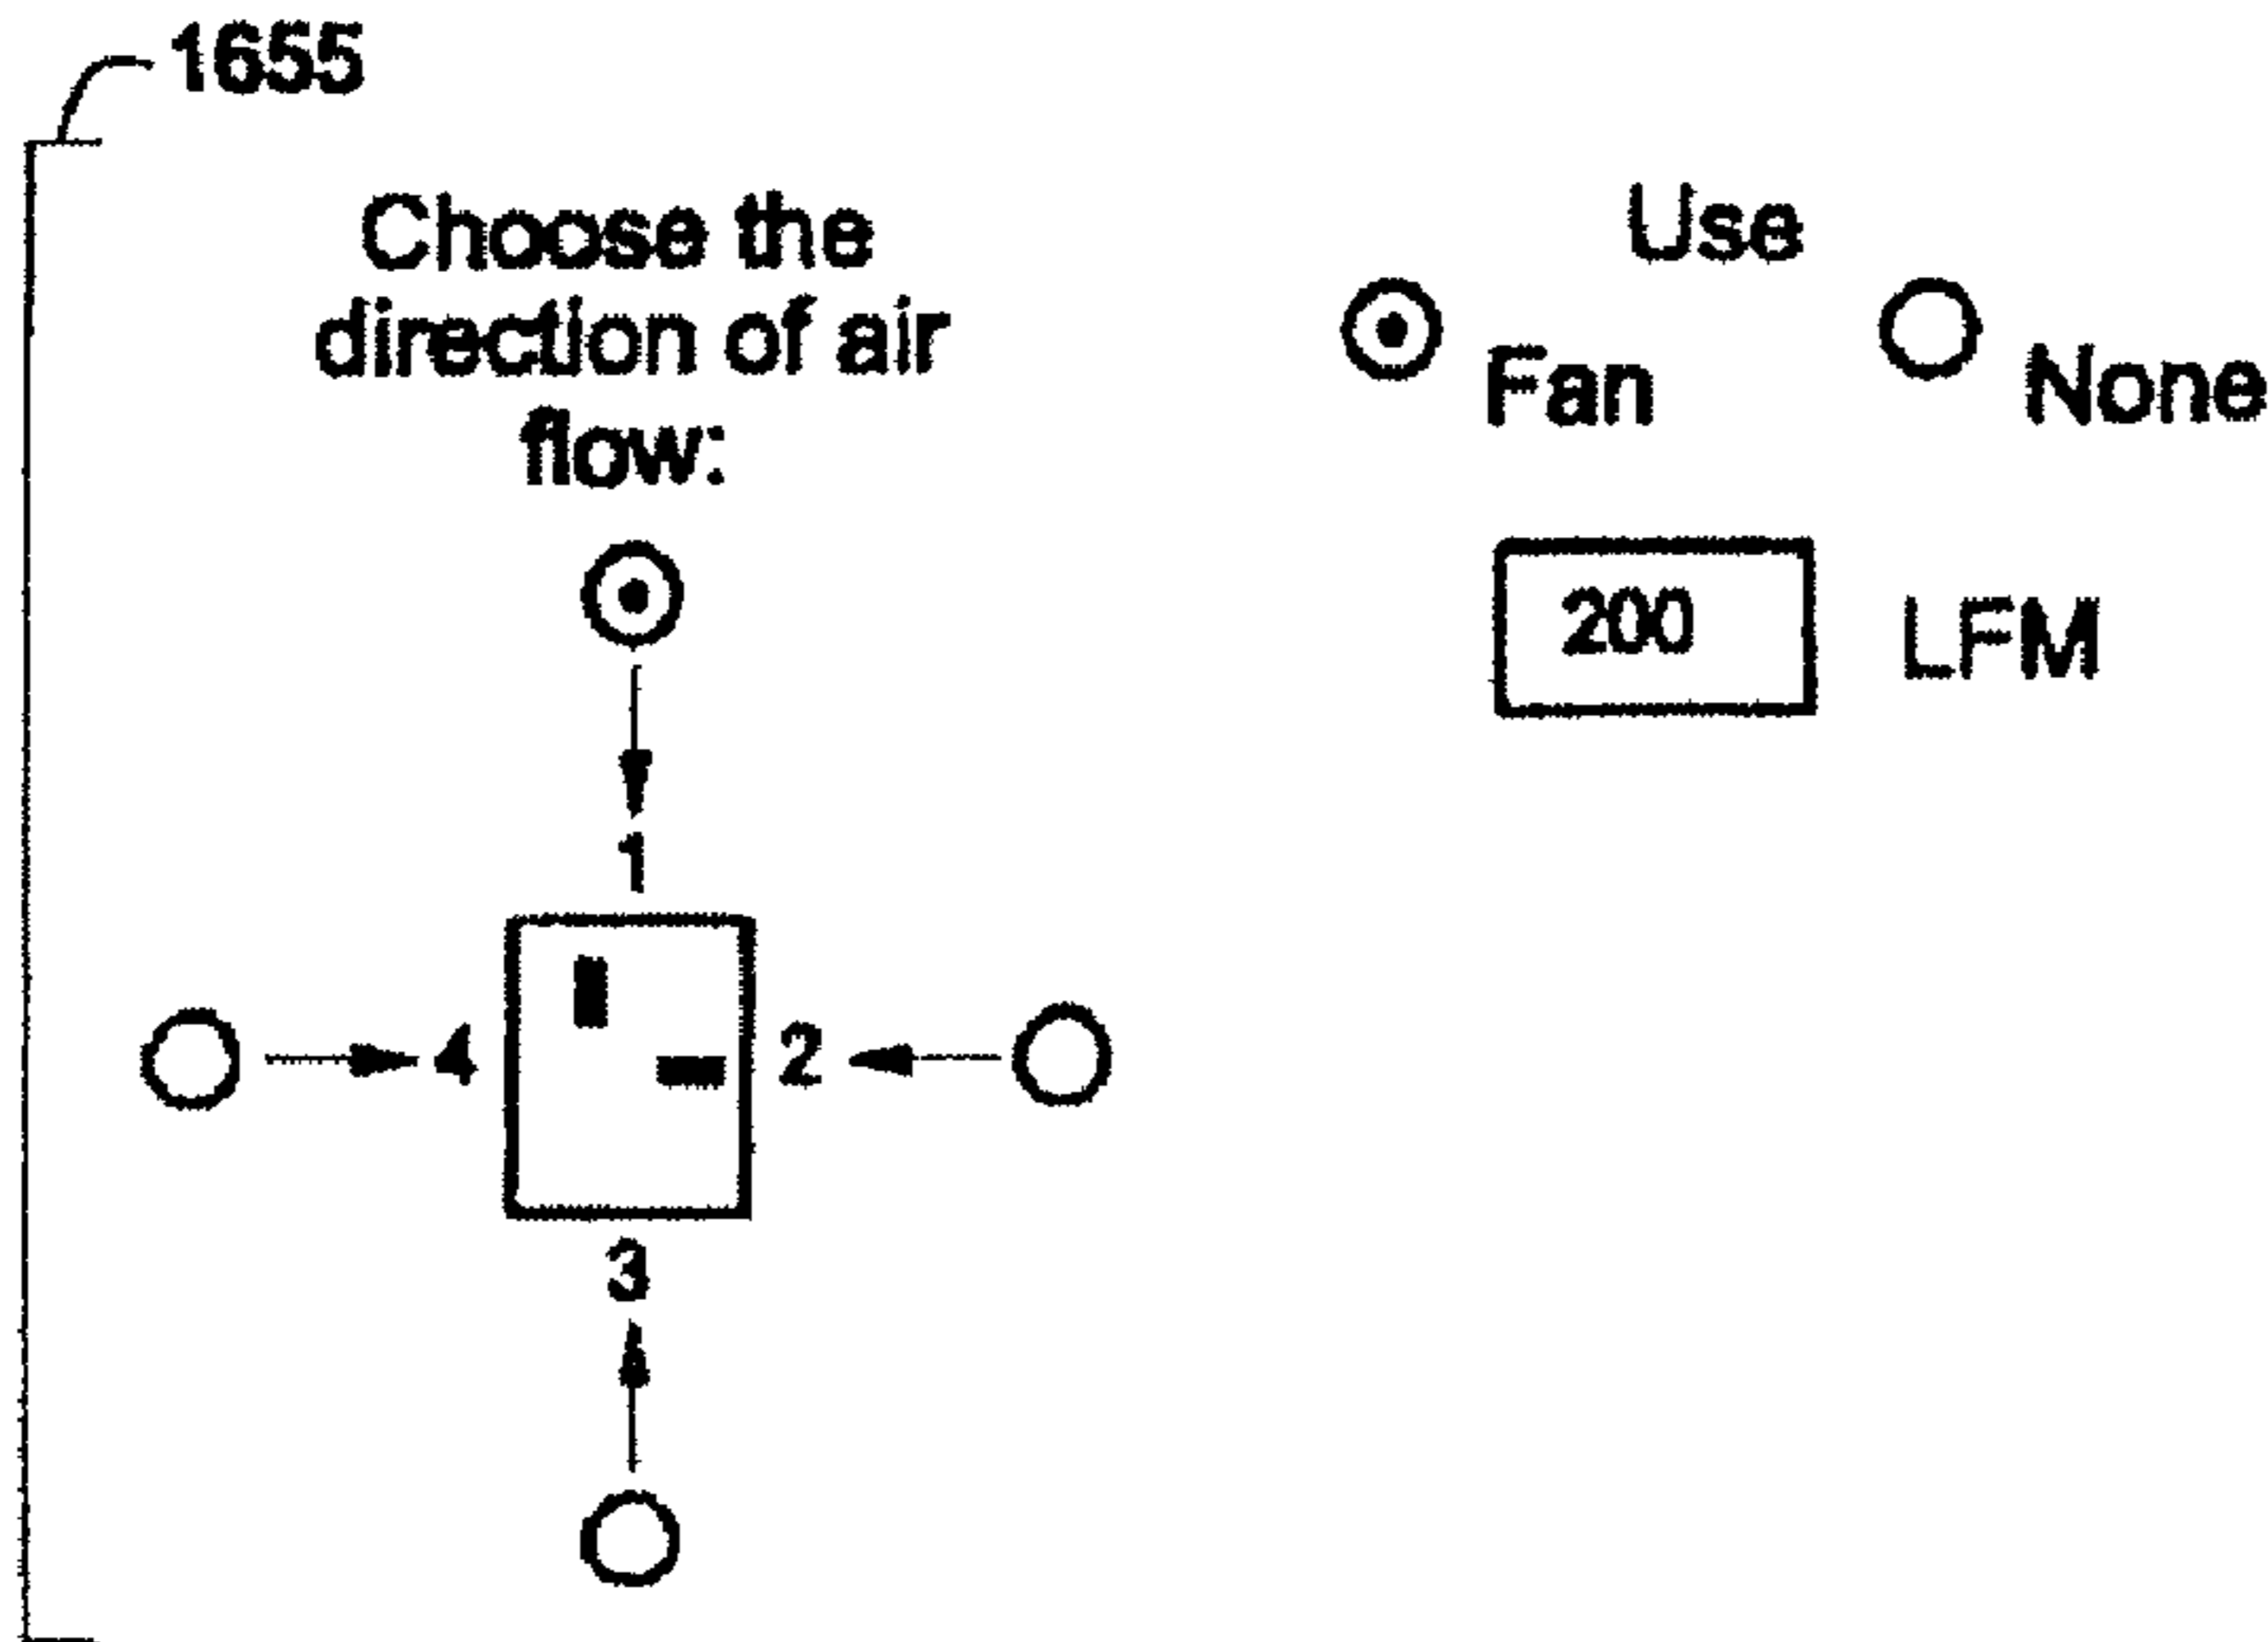 1655
Choose the
direction of air
flow:
Use
Fan
None
200
LFM
1
4
2
3